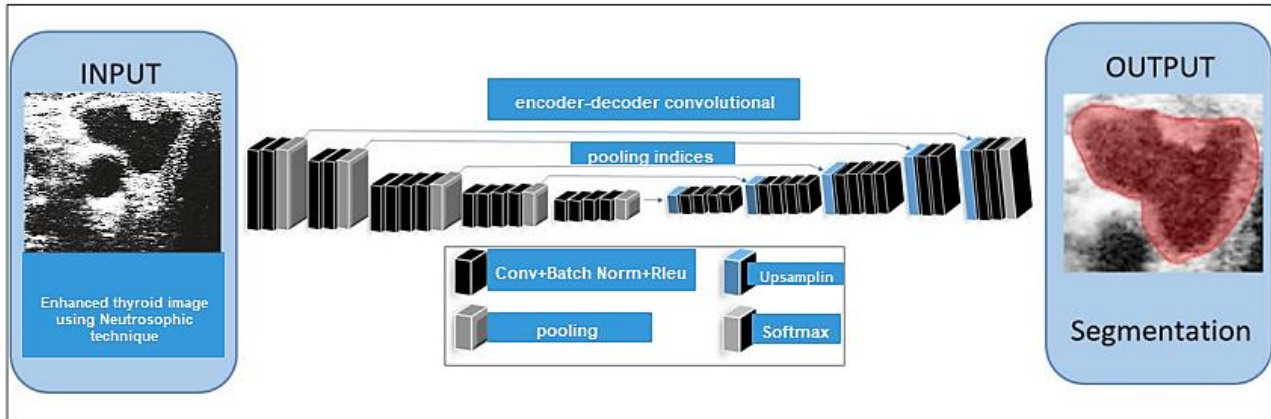 INPUT
Enhanced thyroid image
using Neutrosophic
technique
encoder-decoder convolutional
pooling indices
Conv+Batch Norm+Rleu
Upsamplin
pooling
Softmax
OUTPUT
Segmentation